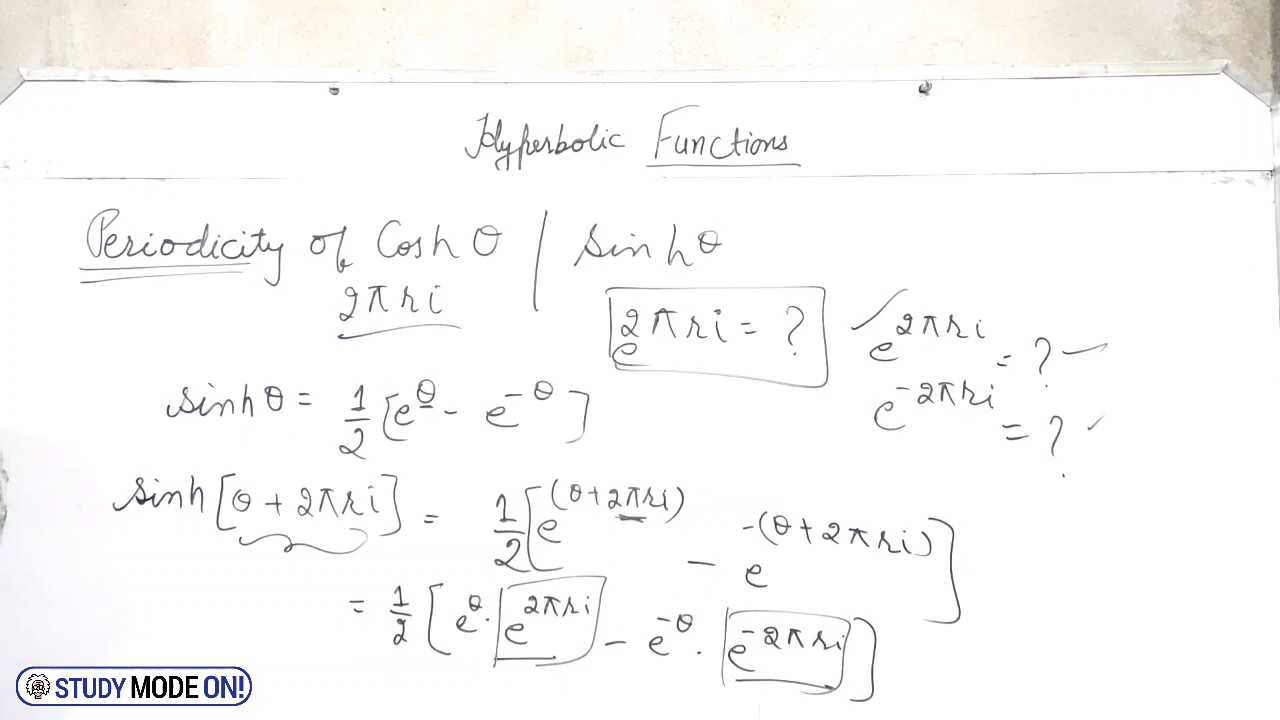 Hyperbolic Functions
Periodicity of Cosh θ | sinh θ
2πri
e^2πri = ?
e^2πri = ?
e^-2πri = ?
sinh θ = 1/2 [e^θ - e^-θ]
sinh [θ + 2πri] = 1/2 [e^(θ+2πri) - e^-(θ+2πri)]
= 1/2 [e^θ · e^2πri - e^-θ · e^-2πri]
STUDY MODE ON!